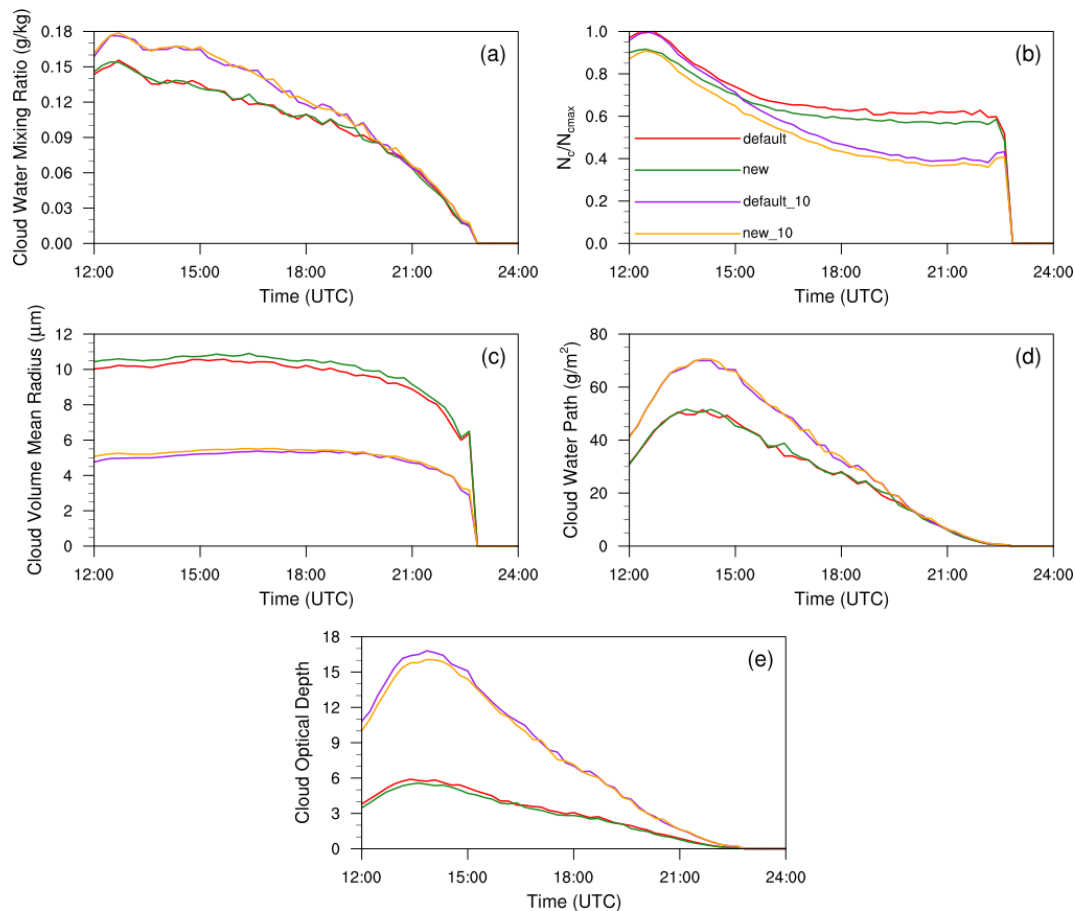 (a)
Cloud Water Mixing Ratio (g/kg)
0.18
0.15
0.12
0.09
0.06
0.03
0.00
12:00 15:00 18:00 21:00 24:00
Time (UTC)
(b)
N_c/N_cmax
1.0
0.8
0.6
0.4
0.2
0.0
default
new
default_10
new_10
12:00 15:00 18:00 21:00 24:00
Time (UTC)
(c)
Cloud Volume Mean Radius (µm)
12
10
8
6
4
2
0
12:00 15:00 18:00 21:00 24:00
Time (UTC)
(d)
Cloud Water Path (g/m²)
80
60
40
20
0
12:00 15:00 18:00 21:00 24:00
Time (UTC)
(e)
Cloud Optical Depth
18
15
12
9
6
3
0
12:00 15:00 18:00 21:00 24:00
Time (UTC)